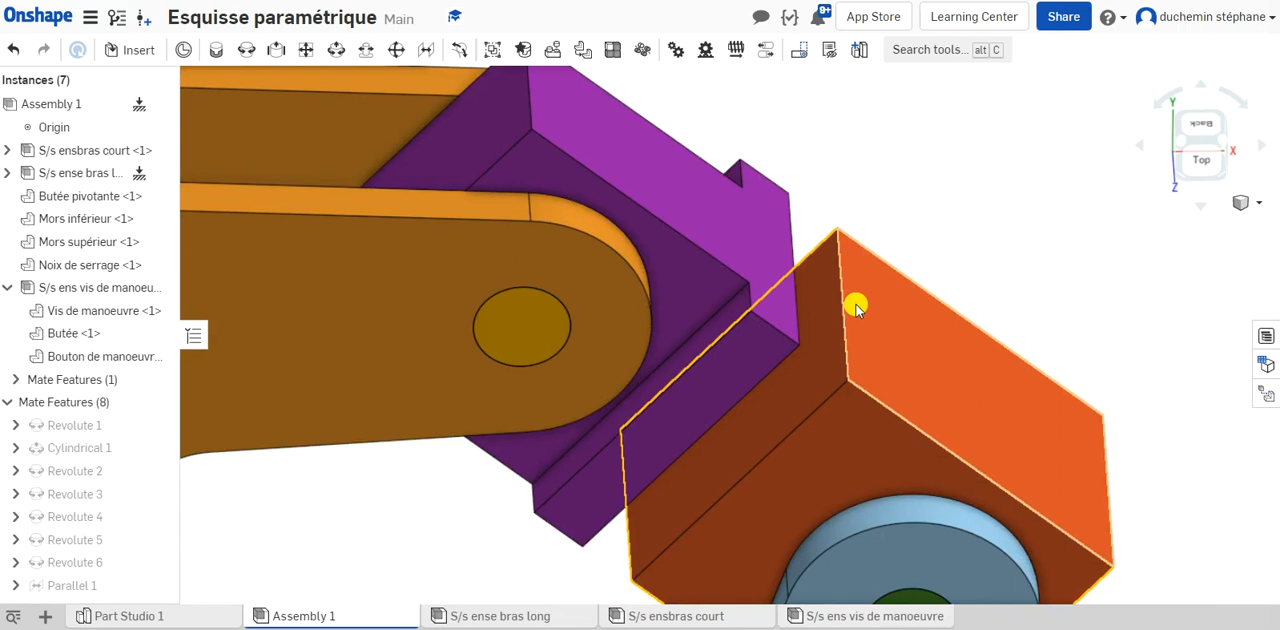 Onshape Esquisse paramétrique Main 9+ App Store Learning Center Share duchemin stéphane
Insert Search tools... alt C
Instances (7)
Assembly 1
Origin
S/s ensbras court <1>
S/s ense bras l...
Butée pivotante <1>
Mors inférieur <1>
Mors supérieur <1>
Noix de serrage <1>
S/s ens vis de manoeu...
Vis de manoeuvre <1>
Butée <1>
Bouton de manoeuvr...
Mate Features (1)
Mate Features (8)
Revolute 1
Cylindrical 1
Revolute 2
Revolute 3
Revolute 4
Revolute 5
Revolute 6
Parallel 1
Y
Back
X
Top
Z
Part Studio 1 Assembly 1 S/s ense bras long S/s ensbras court S/s ens vis de manoeuvre